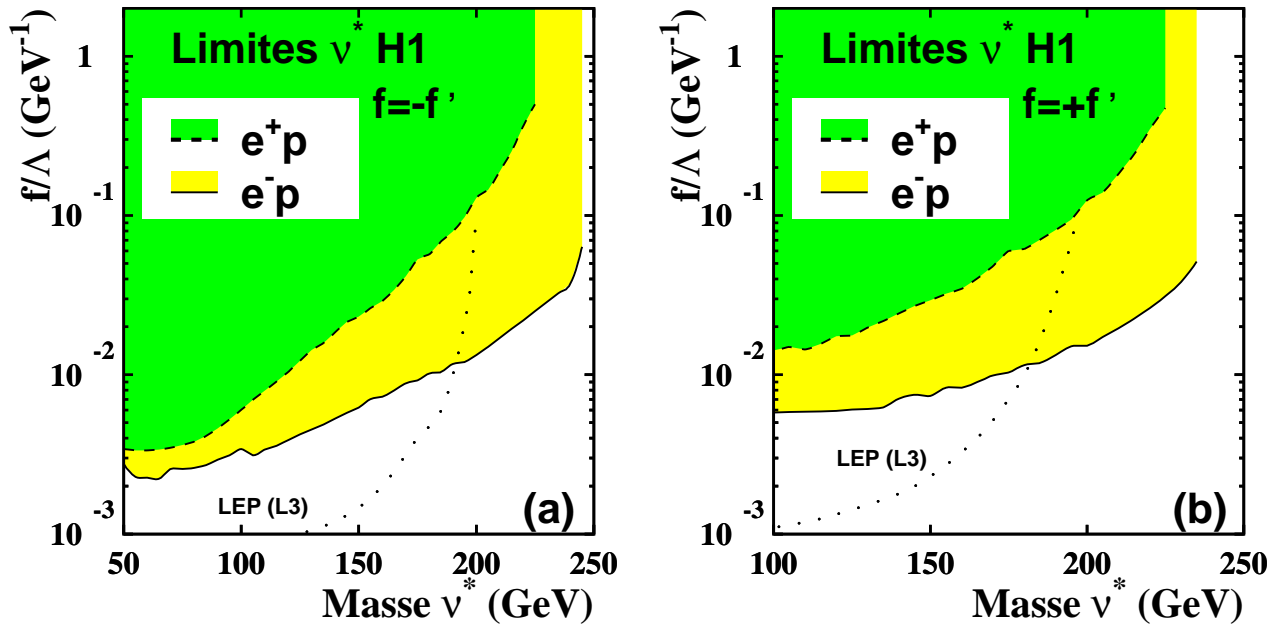 f/Λ (GeV⁻¹)
1
10⁻¹
10⁻²
10⁻³
Limites ν* H1
f=-f '
e⁺p
e⁻p
LEP (L3)
(a)
50 100 150 200 250
Masse ν* (GeV)
f/Λ (GeV⁻¹)
1
10⁻¹
10⁻²
10⁻³
Limites ν* H1
f=+f '
e⁺p
e⁻p
LEP (L3)
(b)
100 150 200 250
Masse ν* (GeV)